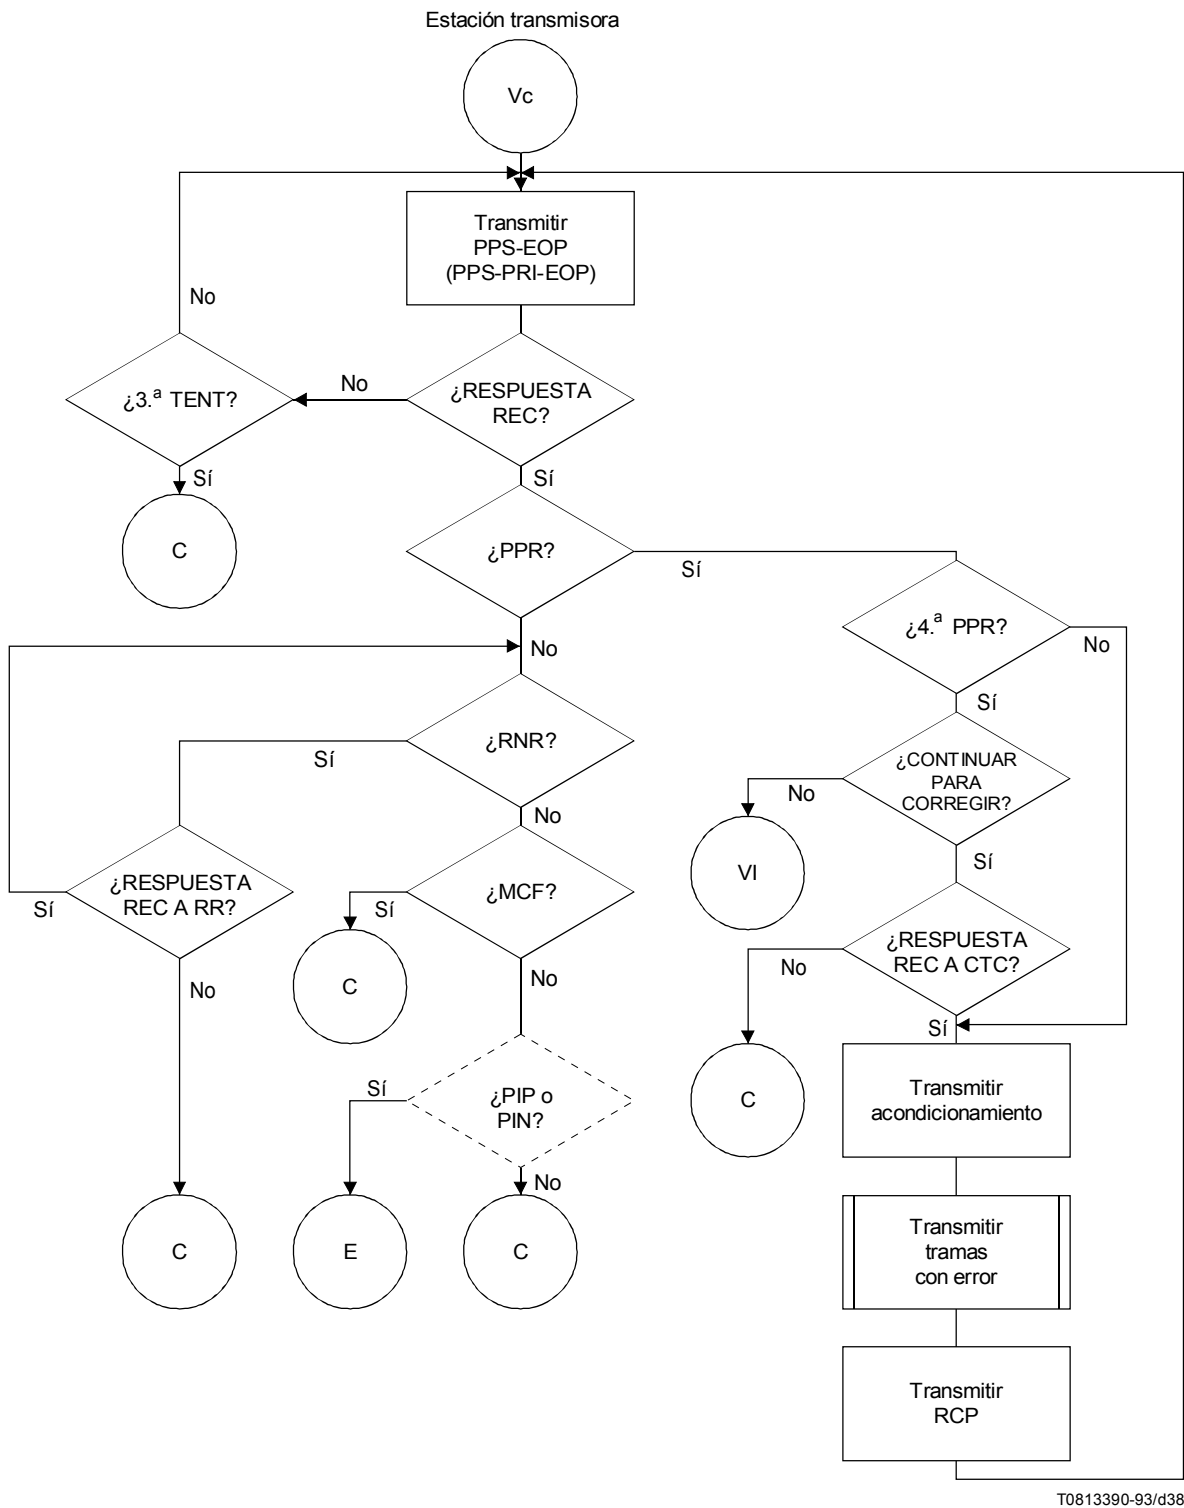 Estación transmisora
Vc
Transmitir
PPS-EOP
(PPS-PRI-EOP)
No
¿3.ª TENT?
No
¿RESPUESTA
REC?
Sí
Sí
C
¿PPR?
Sí
¿4.ª PPR?
No
No
Sí
¿RNR?
Sí
¿CONTINUAR
PARA
CORREGIR?
No
No
Sí
VI
¿RESPUESTA
REC A RR?
Sí
¿MCF?
Sí
¿RESPUESTA
REC A CTC?
No
No
No
C
Sí
Transmitir
acondicionamiento
C
¿PIP o
PIN?
Sí
No
C
E
C
Transmitir
tramas
con error
Transmitir
RCP
T0813390-93/d38